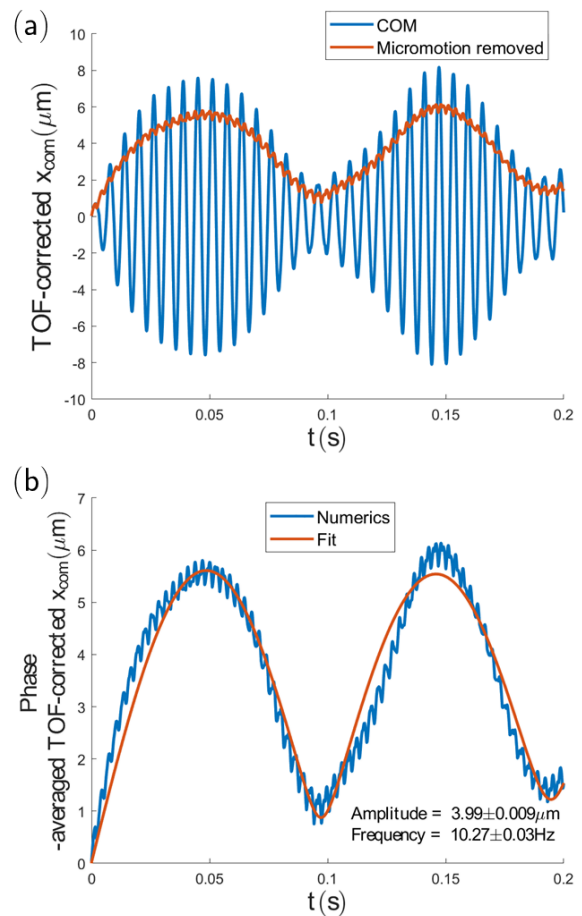 (a)
COM
Micromotion removed
10
8
6
4
2
0
-2
-4
-6
-8
-10
TOF-corrected x_com(μm)
0
0.05
0.1
0.15
0.2
t(s)
(b)
Numerics
Fit
7
6
5
4
3
2
1
0
Phase
-averaged TOF-corrected x_com(μm)
Amplitude = 3.99±0.009μm
Frequency = 10.27±0.03Hz
0
0.05
0.1
0.15
0.2
t(s)